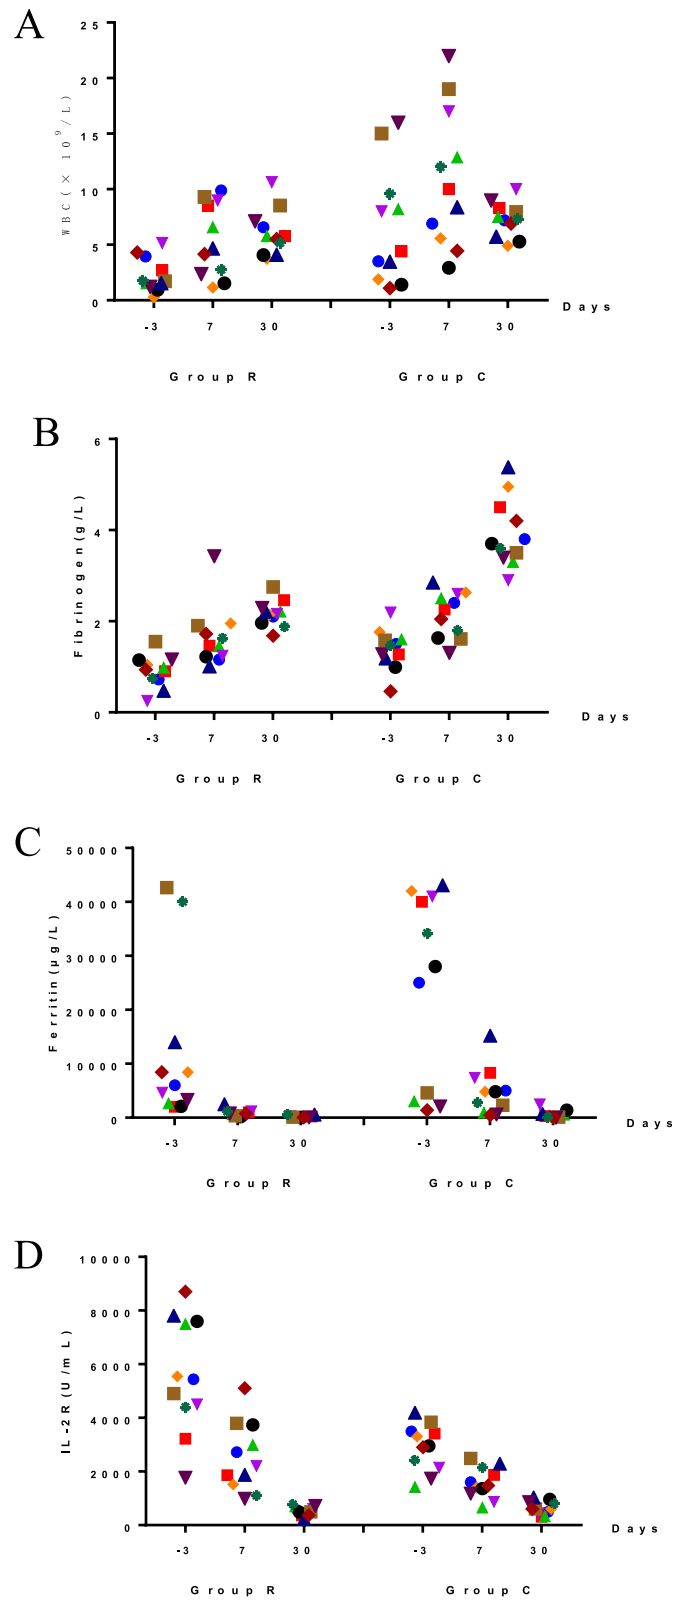 A
WBC(×10⁹/L)
25
20
15
10
5
0
-3 7 30 -3 7 30
Days
Group R Group C
B
Fibrinogen(g/L)
6
4
2
0
-3 7 30 -3 7 30
Days
Group R Group C
C
Ferritin(μg/L)
50000
40000
30000
20000
10000
0
-3 7 30 -3 7 30
Days
Group R Group C
D
IL-2R(U/mL)
10000
8000
6000
4000
2000
0
-3 7 30 -3 7 30
Days
Group R Group C